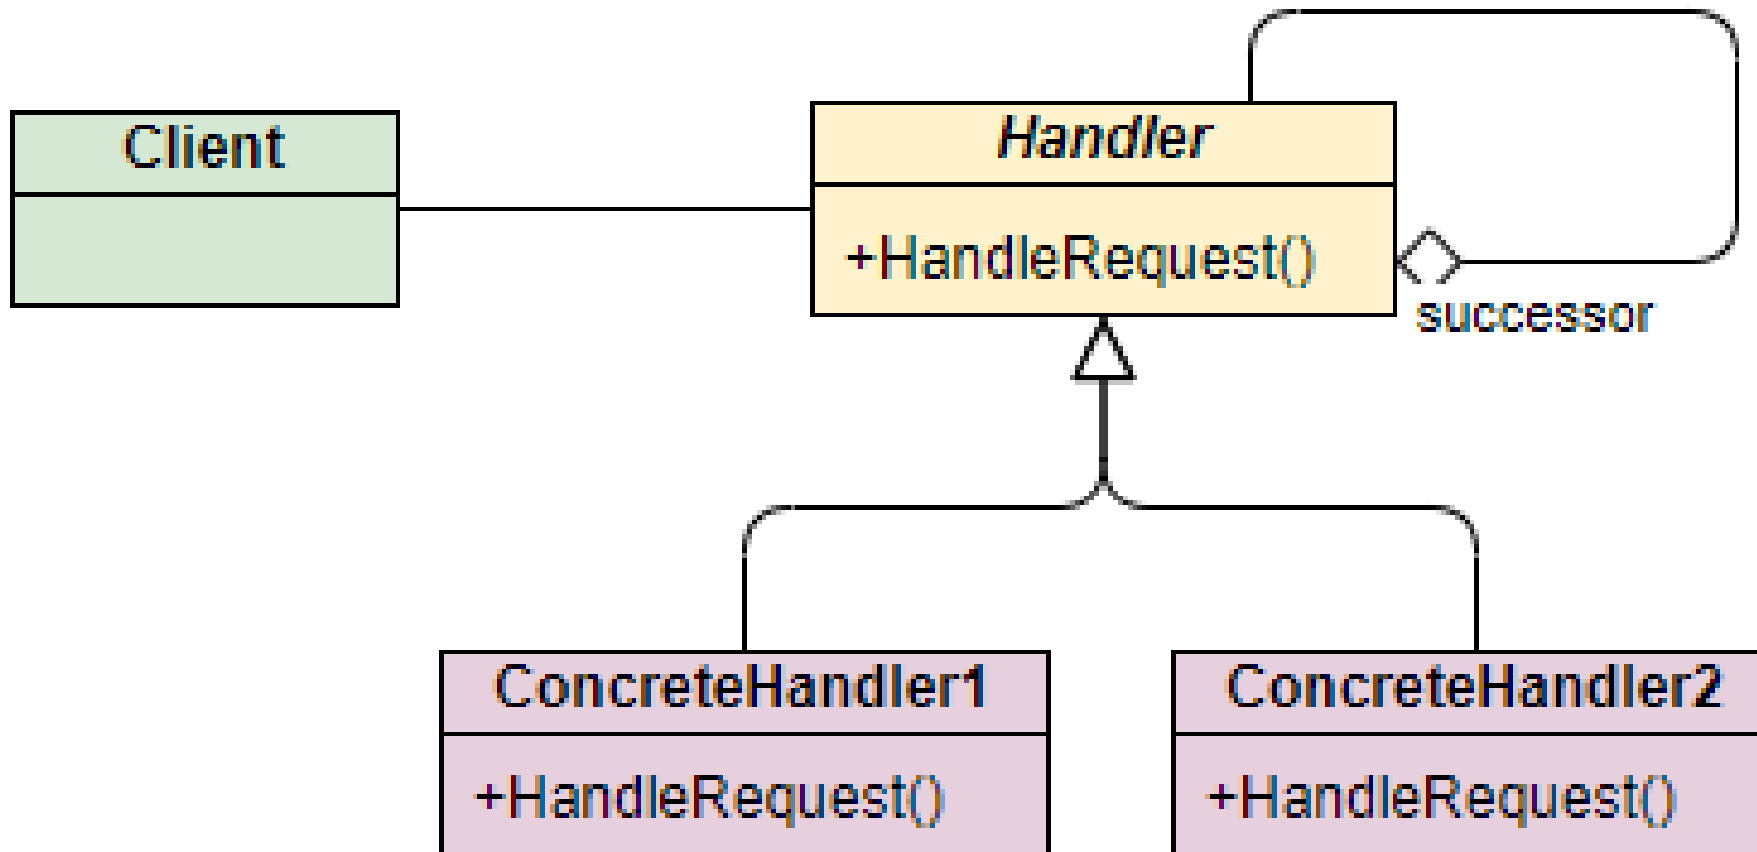 Client
Handler
+HandleRequest()
successor
ConcreteHandler1
+HandleRequest()
ConcreteHandler2
+HandleRequest()